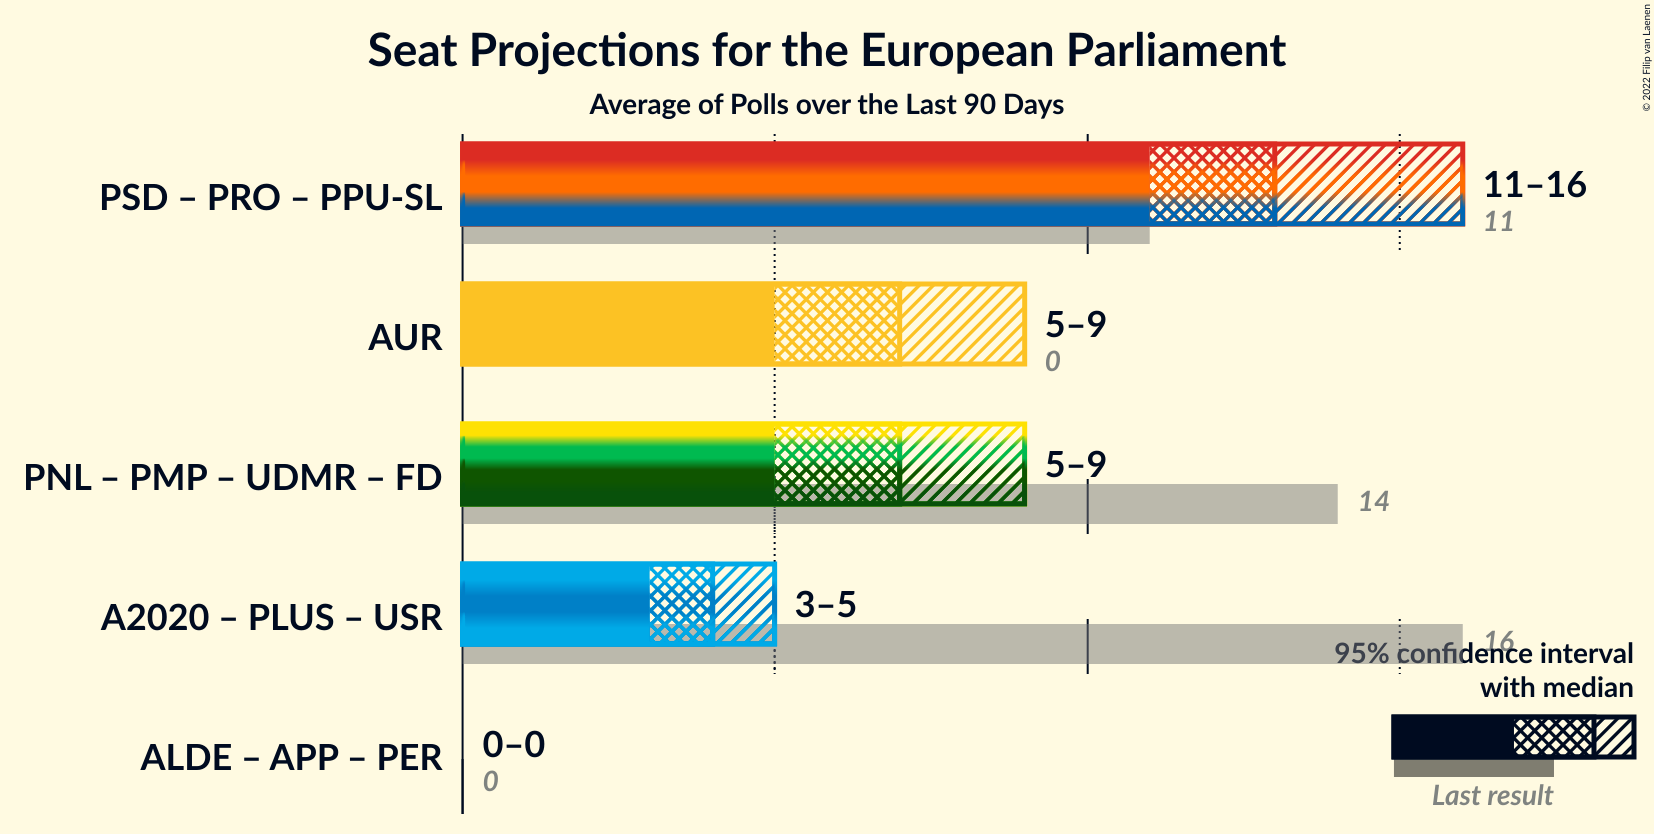 Seat Projections for the European Parliament
Average of Polls over the Last 90 Days
© 2022 Filip van Laenen
PSD – PRO – PPU-SL
11–16
11
AUR
5–9
0
PNL – PMP – UDMR – FD
5–9
14
A2020 – PLUS – USR
3–5
16
95% confidence interval
with median
ALDE – APP – PER
0–0
0
Last result